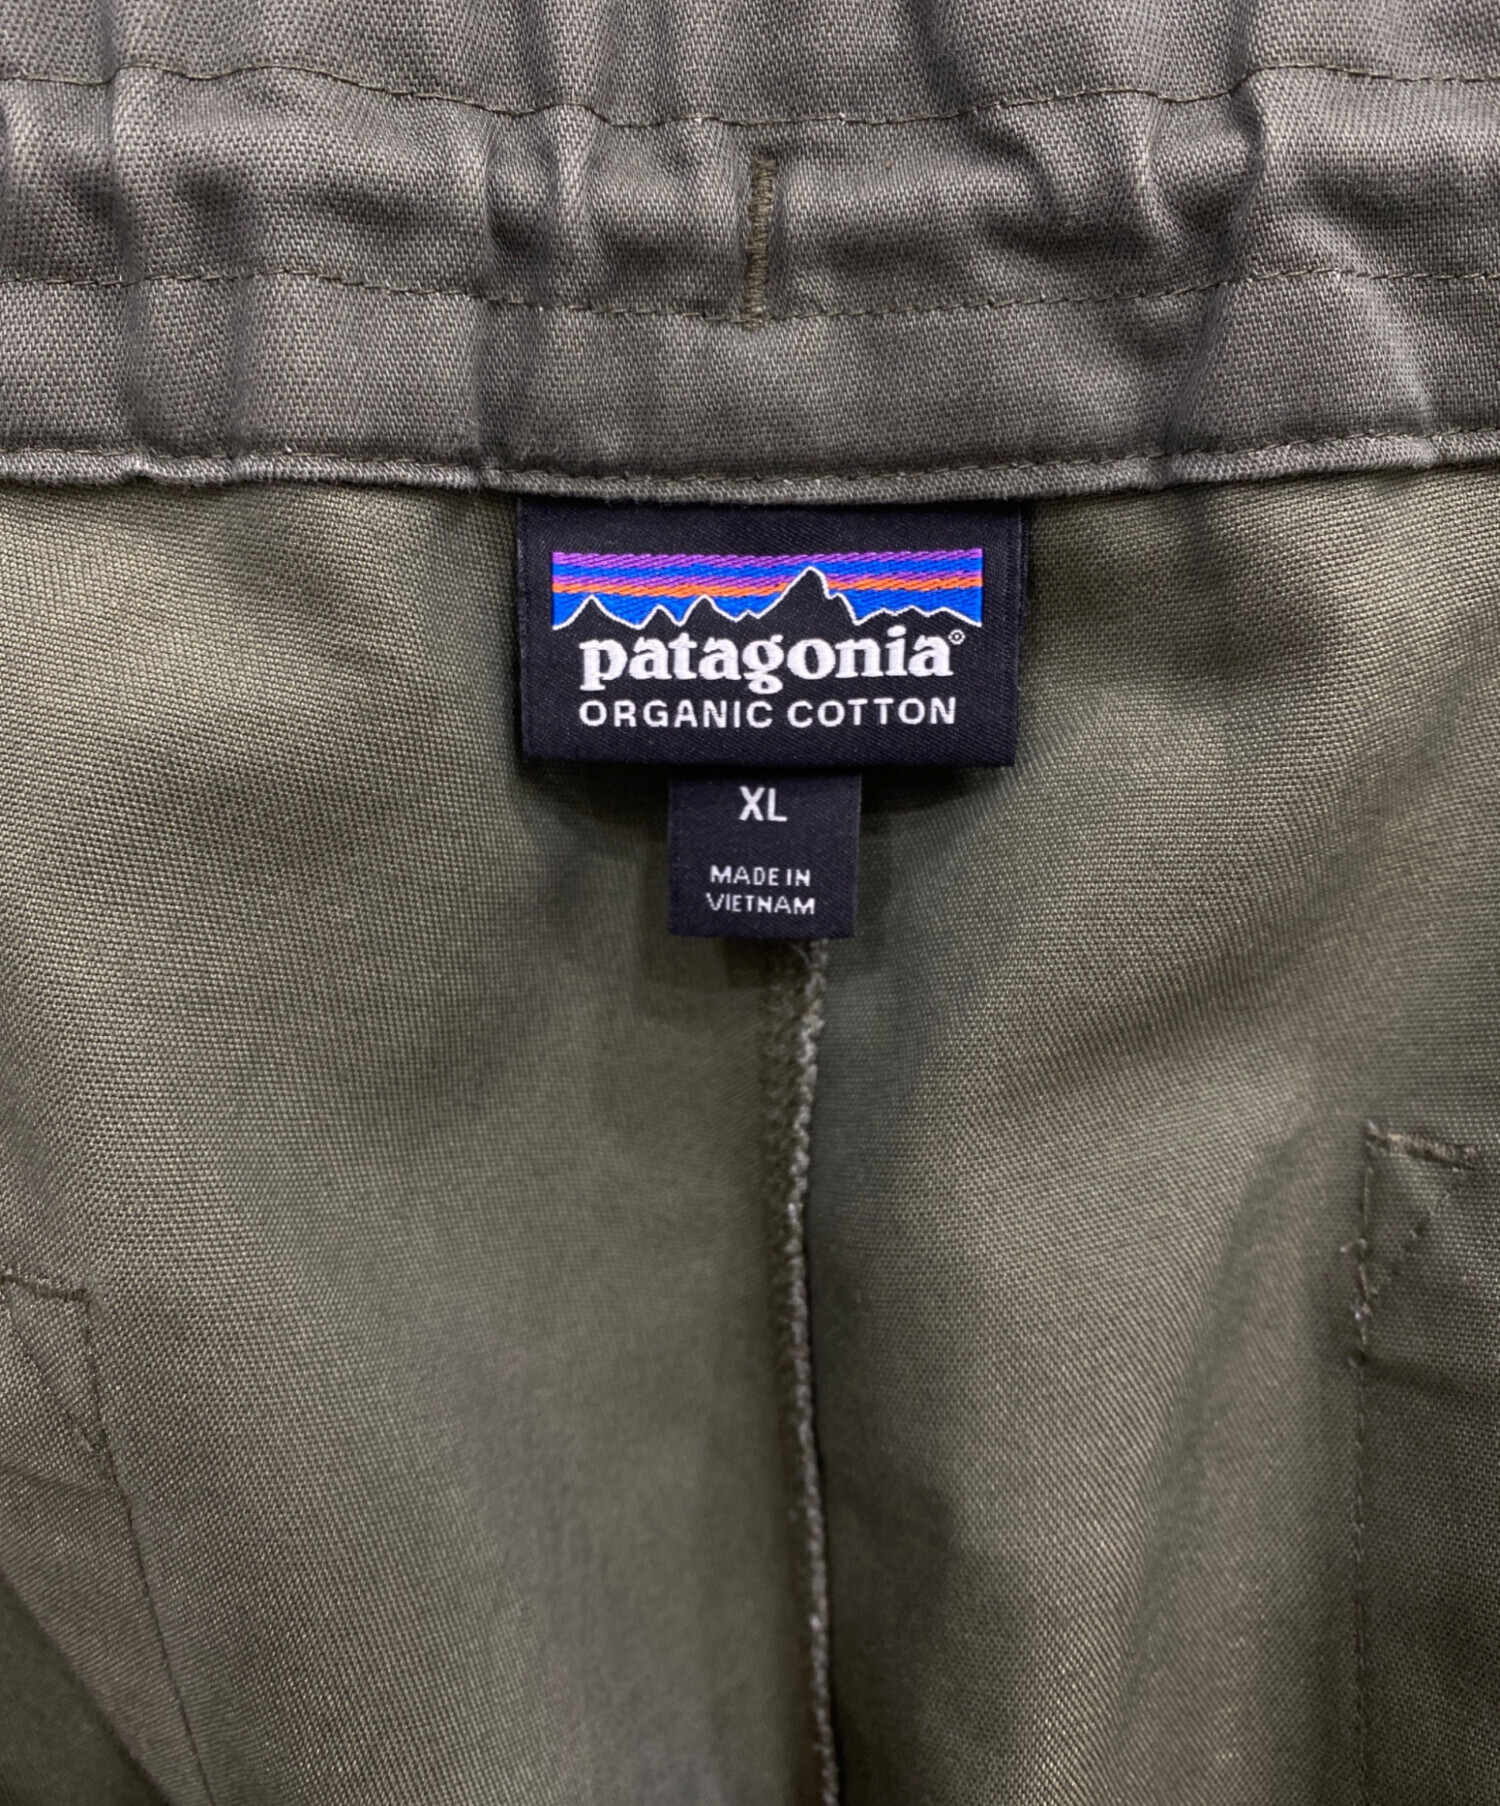 patagonia®
ORGANIC COTTON
XL
MADE IN
VIETNAM